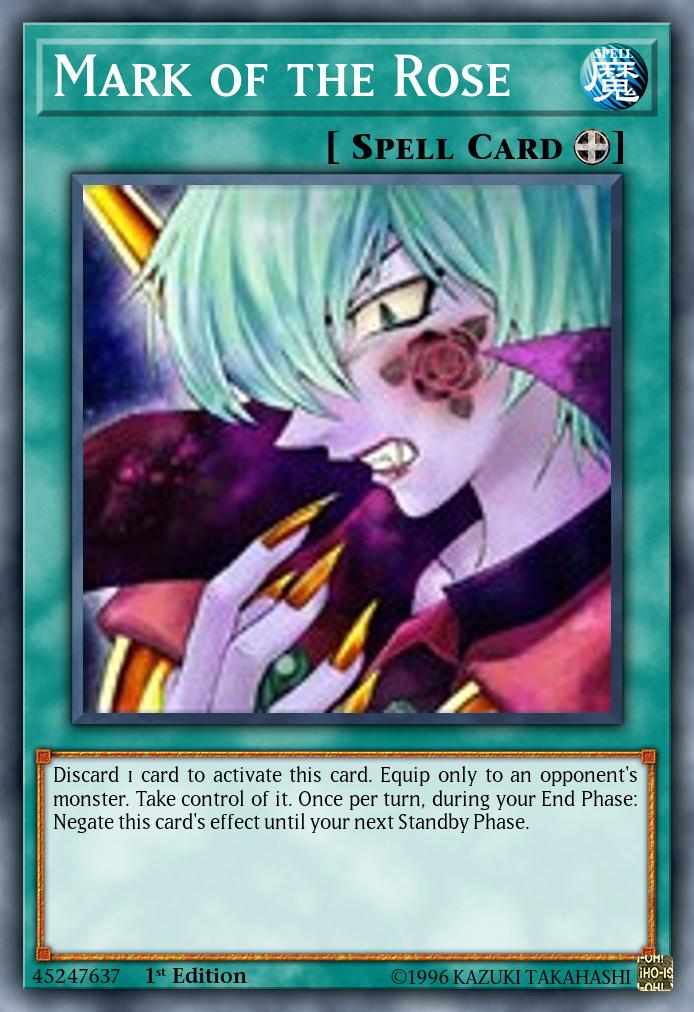 Mark of the Rose
SPELL
魔
[ Spell Card ]
Discard 1 card to activate this card. Equip only to an opponent's
monster. Take control of it. Once per turn, during your End Phase:
Negate this card's effect until your next Standby Phase.
45247637 1st Edition ©1996 KAZUKI TAKAHASHI